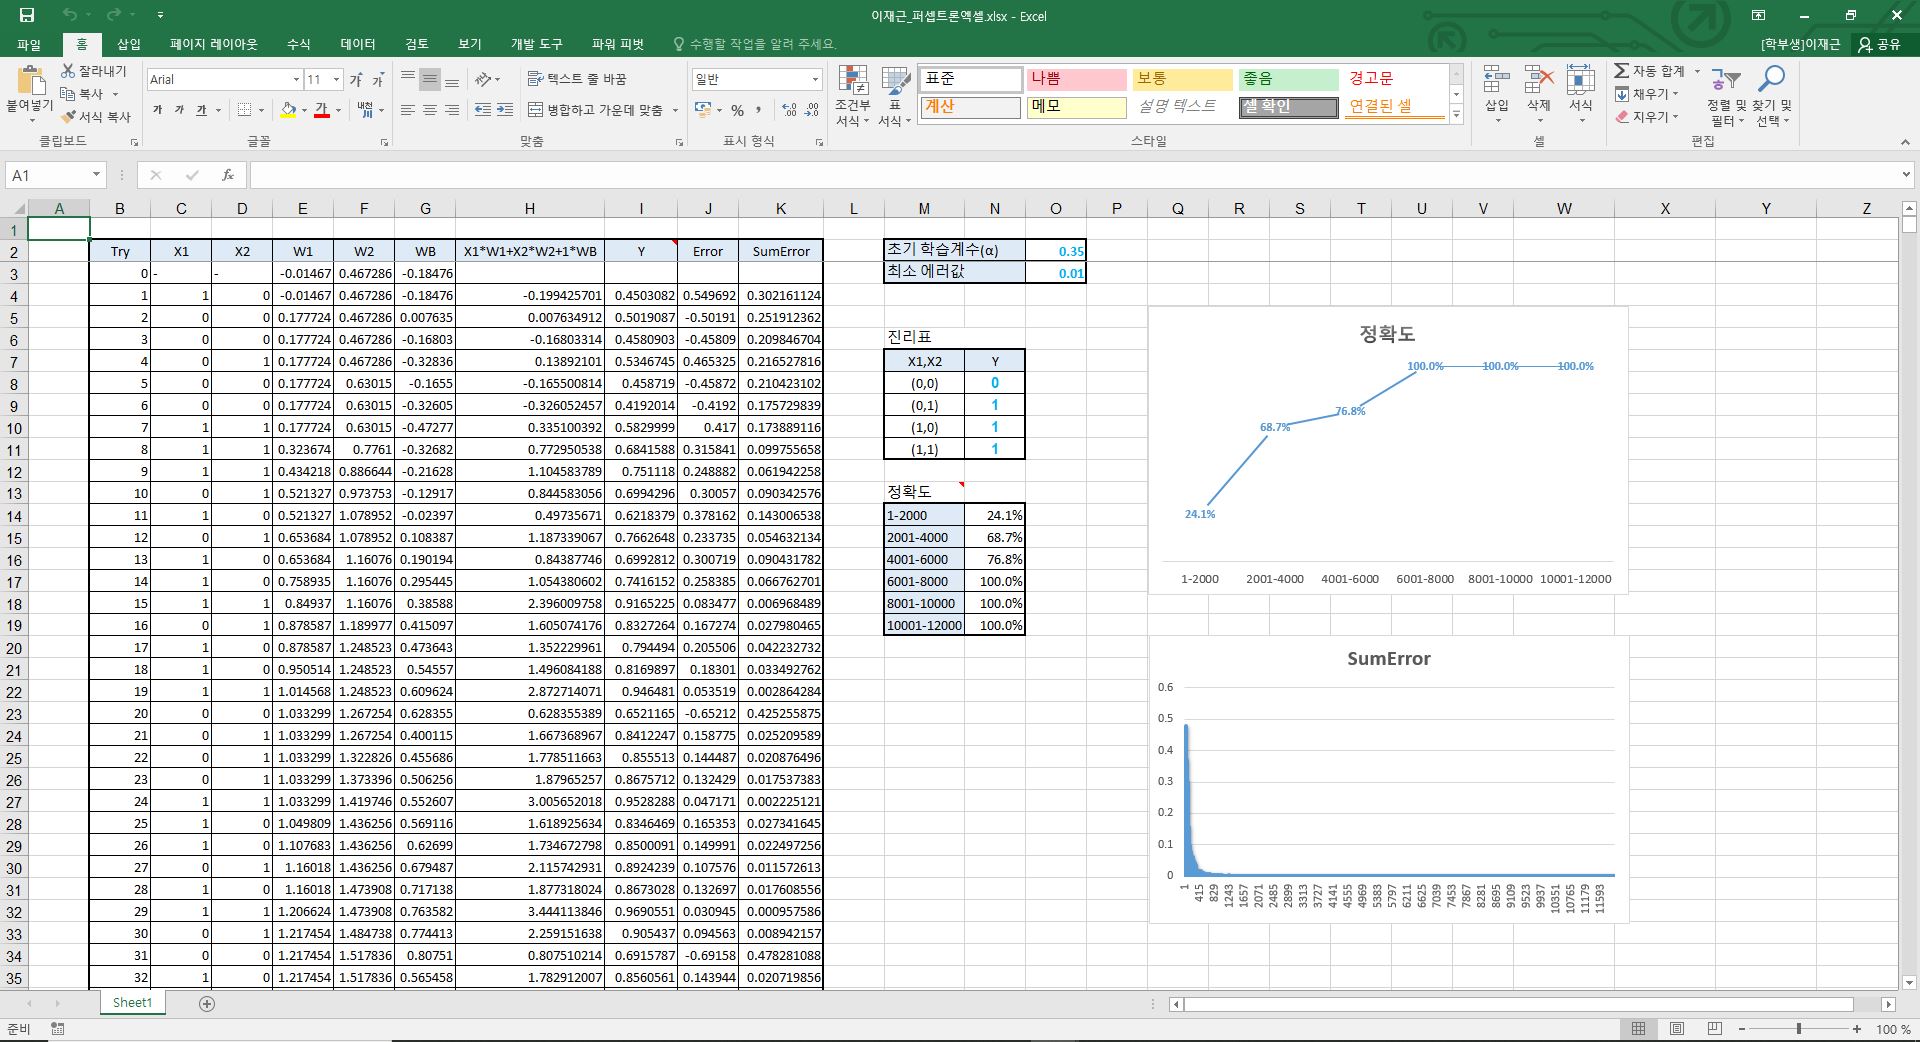 이재근_퍼셉트론엑셀.xlsx - Excel
파일 홈 삽입 페이지 레이아웃 수식 데이터 검토 보기 개발 도구 파워 피벗 수행할 작업을 알려 주세요. [학부생]이재근 공유
붙여넣기 잘라내기 복사 서식 복사 클립보드
Arial 11 가 가 가 가 가 가 내천 글꼴
텍스트 줄 바꿈 병합하고 가운데 맞춤 맞춤
일반 % 표시 형식
조건부 서식 표 서식
표준 나쁨 보통 좋음 경고문
계산 메모 설명 텍스트 셀 확인 연결된 셀
스타일
삽입 삭제 서식 셀
자동 합계 채우기 지우기 정렬 및 필터 찾기 및 선택 편집
A1 fx
A B C D E F G H I J K L M N O P Q R S T U V W X Y Z
1
2 Try X1 X2 W1 W2 WB X1*W1+X2*W2+1*WB Y Error SumError
3 0 - - -0.01467 0.467286 -0.18476
4 1 1 0 -0.01467 0.467286 -0.18476 -0.199425701 0.4503082 0.549692 0.302161124
5 2 0 0 0.177724 0.467286 0.007635 0.007634912 0.5019087 -0.50191 0.251912362
6 3 0 0 0.177724 0.467286 -0.16803 -0.16803314 0.4580903 -0.45809 0.209846704
7 4 0 1 0.177724 0.467286 -0.32836 0.13892101 0.5346745 0.465325 0.216527816
8 5 0 0 0.177724 0.63015 -0.1655 -0.165500814 0.458719 -0.45872 0.210423102
9 6 0 0 0.177724 0.63015 -0.32605 -0.326052457 0.4192014 -0.4192 0.175729839
10 7 1 1 0.177724 0.63015 -0.47277 0.335100392 0.5829999 0.417 0.173889116
11 8 1 1 0.323674 0.7761 -0.32682 0.772950538 0.6841588 0.315841 0.099755658
12 9 1 1 0.434218 0.886644 -0.21628 1.104583789 0.751118 0.248882 0.061942258
13 10 0 1 0.521327 0.973753 -0.12917 0.844583056 0.6994296 0.30057 0.090342576
14 11 1 0 0.521327 1.078952 -0.02397 0.49735671 0.6218379 0.378162 0.143006538
15 12 0 1 0.653684 1.078952 0.108387 1.187339067 0.7662648 0.233735 0.054632134
16 13 1 0 0.653684 1.16076 0.190194 0.84387746 0.6992812 0.300719 0.090431782
17 14 1 0 0.758935 1.16076 0.295445 1.054380602 0.7416152 0.258385 0.066762701
18 15 1 1 0.84937 1.16076 0.38588 2.396009758 0.9165225 0.083477 0.006968489
19 16 0 1 0.878587 1.189977 0.415097 1.605074176 0.8327264 0.167274 0.027980465
20 17 1 0 0.878587 1.248523 0.473643 1.352229961 0.794494 0.205506 0.042232732
21 18 1 0 0.950514 1.248523 0.54557 1.496084188 0.8169897 0.18301 0.033492762
22 19 1 1 1.014568 1.248523 0.609624 2.872714071 0.946481 0.053519 0.002864284
23 20 0 0 1.033299 1.267254 0.628355 0.628355389 0.6521165 -0.65212 0.425255875
24 21 0 1 1.033299 1.267254 0.400115 1.667368967 0.8412247 0.158775 0.025209589
25 22 0 1 1.033299 1.322826 0.455686 1.778511663 0.855513 0.144487 0.020876496
26 23 0 1 1.033299 1.373396 0.506256 1.87965257 0.8675712 0.132429 0.017537383
27 24 1 1 1.033299 1.419746 0.552607 3.005652018 0.9528288 0.047171 0.002225121
28 25 1 0 1.049809 1.436256 0.569116 1.618925634 0.8346469 0.165353 0.027341645
29 26 1 0 1.107683 1.436256 0.62699 1.734672798 0.8500091 0.149991 0.022497256
30 27 0 1 1.16018 1.436256 0.679487 2.115742931 0.8924239 0.107576 0.011572613
31 28 1 0 1.16018 1.473908 0.717138 1.877318024 0.8673028 0.132697 0.017608556
32 29 1 1 1.206624 1.473908 0.763582 3.444113846 0.9690551 0.030945 0.000957586
33 30 0 1 1.217454 1.484738 0.774413 2.259151638 0.905437 0.094563 0.008942157
34 31 0 0 1.217454 1.517836 0.80751 0.807510214 0.6915787 -0.69158 0.478281088
35 32 1 0 1.217454 1.517836 0.565458 1.782912007 0.8560561 0.143944 0.020719856
초기 학습계수(α) 0.35
최소 에러값 0.01
진리표
X1,X2 Y
(0,0) 0
(0,1) 1
(1,0) 1
(1,1) 1
정확도
1-2000 24.1%
2001-4000 68.7%
4001-6000 76.8%
6001-8000 100.0%
8001-10000 100.0%
10001-12000 100.0%
정확도
100.0% 100.0% 100.0%
76.8%
68.7%
24.1%
1-2000 2001-4000 4001-6000 6001-8000 8001-10000 10001-12000
SumError
0.6
0.5
0.4
0.3
0.2
0.1
0
1 415 829 1243 1657 2071 2485 2899 3313 3727 4141 4555 4969 5383 5797 6211 6625 7039 7453 7867 8281 8695 9109 9523 9937 10351 10765 11179 11593
Sheet1
준비 100 %